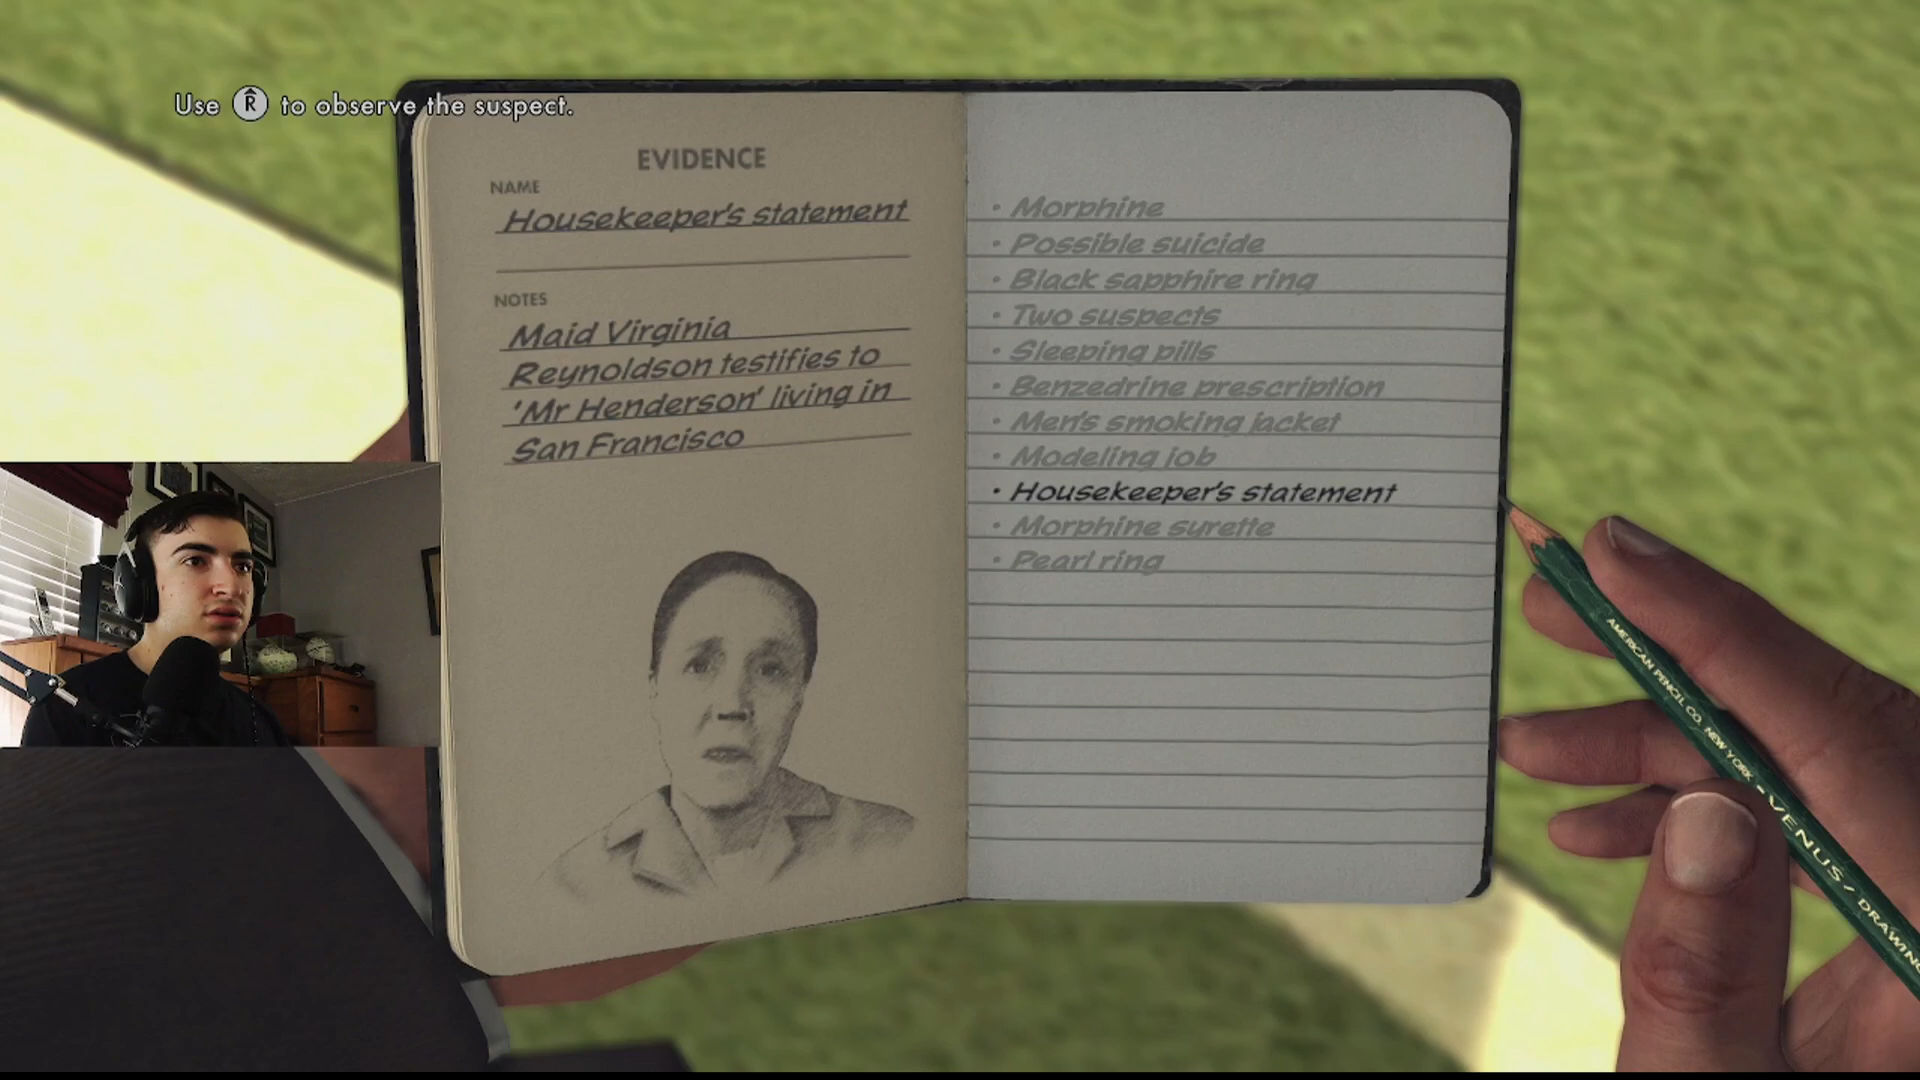 Use R to observe the suspect.
EVIDENCE
NAME
Housekeeper's statement
NOTES
Maid Virginia
Reynoldson testifies to
'Mr Henderson' living in
San Francisco
• Morphine
• Possible suicide
• Black sapphire ring
• Two suspects
• Sleeping pills
• Benzedrine prescription
• Men's smoking jacket
• Modeling job
• Housekeeper's statement
• Morphine syrette
• Pearl ring
AMERICAN PENCIL CO. NEW YORK - VENUS / DRAWING